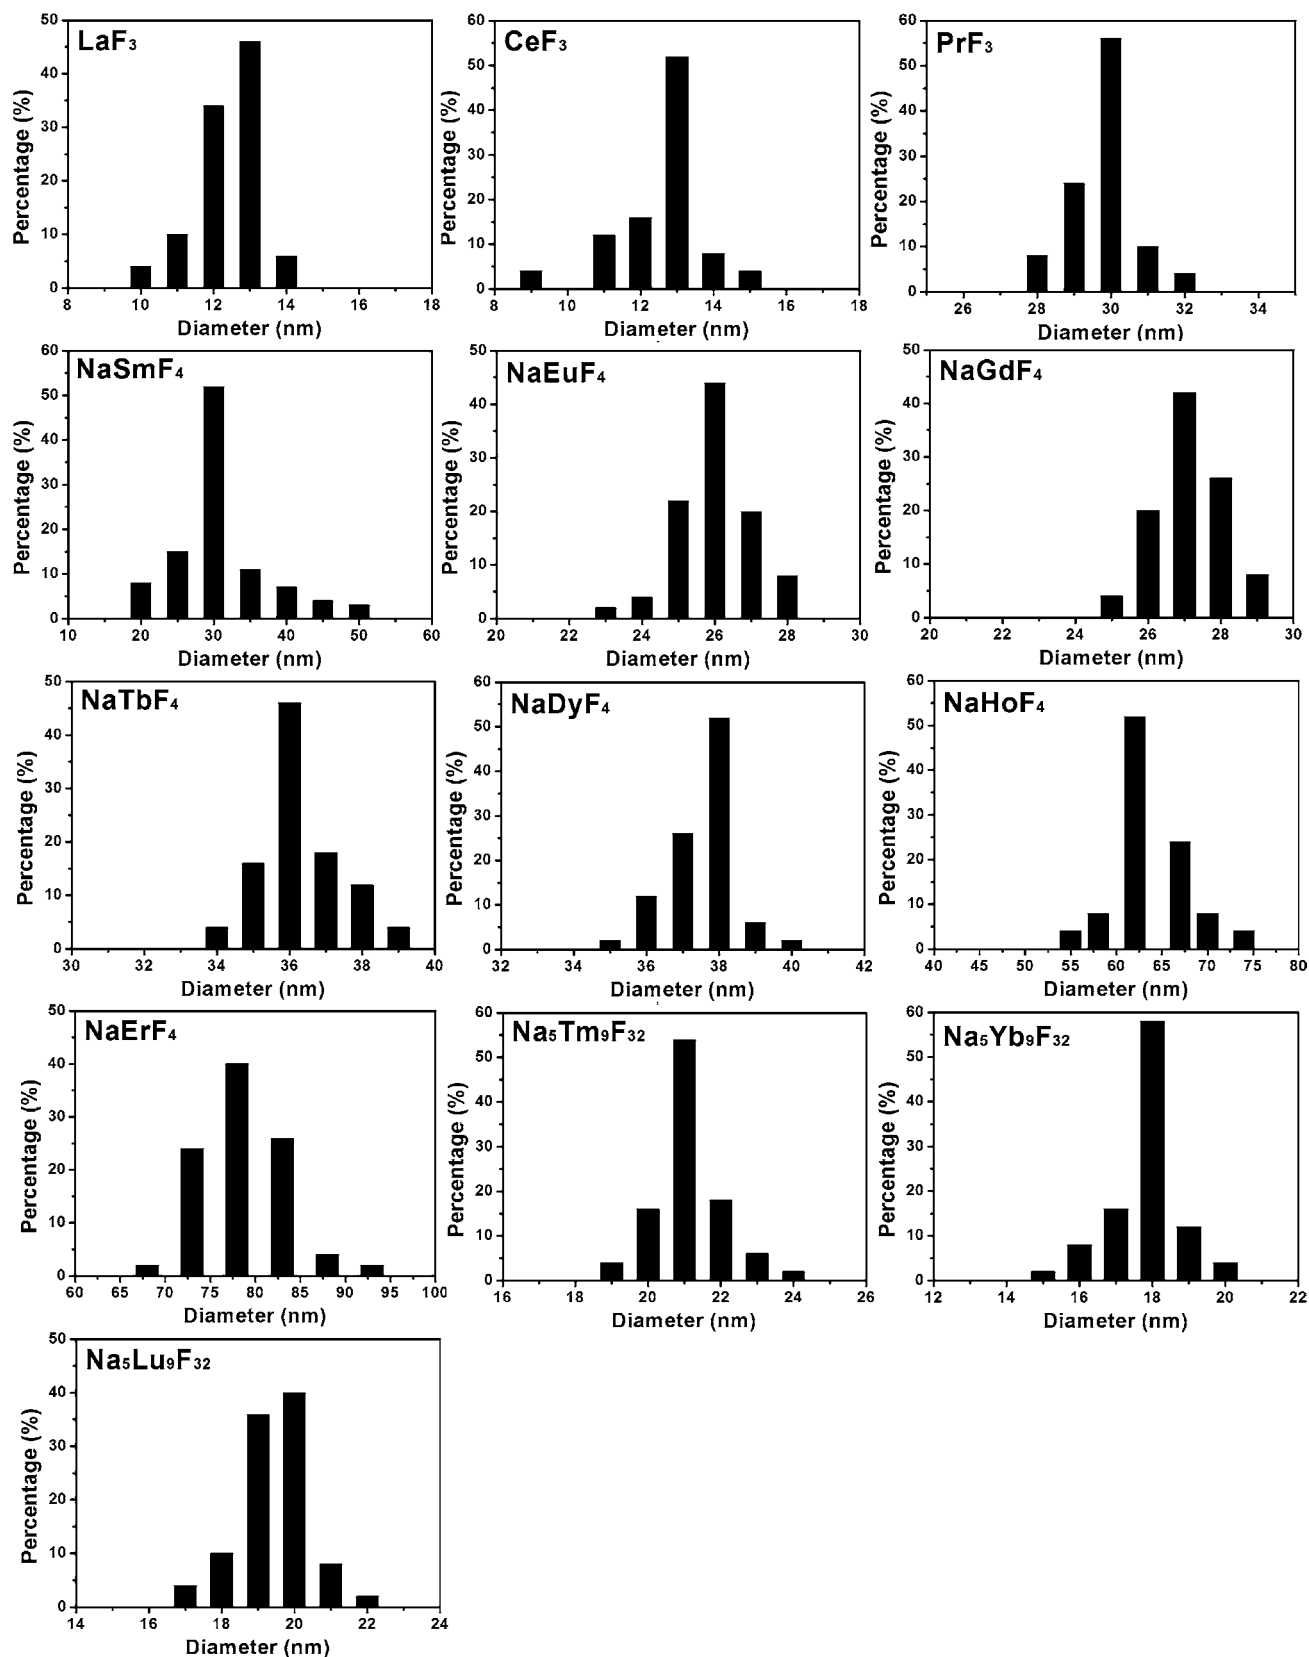 LaF3
Percentage (%)
50
40
30
20
10
0
8 10 12 14 16 18
Diameter (nm)
CeF3
Percentage (%)
60
50
40
30
20
10
0
8 10 12 14 16 18
Diameter (nm)
PrF3
Percentage (%)
60
50
40
30
20
10
0
26 28 30 32 34
Diameter (nm)
NaSmF4
Percentage (%)
60
50
40
30
20
10
0
10 20 30 40 50 60
Diameter (nm)
NaEuF4
Percentage (%)
50
40
30
20
10
0
20 22 24 26 28 30
Diameter (nm)
NaGdF4
Percentage (%)
50
40
30
20
10
0
20 22 24 26 28 30
Diameter (nm)
NaTbF4
Percentage (%)
50
40
30
20
10
0
30 32 34 36 38 40
Diameter (nm)
NaDyF4
Percentage (%)
60
50
40
30
20
10
0
32 34 36 38 40 42
Diameter (nm)
NaHoF4
Percentage (%)
60
50
40
30
20
10
0
40 45 50 55 60 65 70 75 80
Diameter (nm)
NaErF4
Percentage (%)
50
40
30
20
10
0
60 65 70 75 80 85 90 95 100
Diameter (nm)
Na5Tm9F32
Percentage (%)
60
50
40
30
20
10
0
16 18 20 22 24 26
Diameter (nm)
Na5Yb9F32
Percentage (%)
60
50
40
30
20
10
0
12 14 16 18 20 22
Diameter (nm)
Na5Lu9F32
Percentage (%)
50
40
30
20
10
0
14 16 18 20 22 24
Diameter (nm)